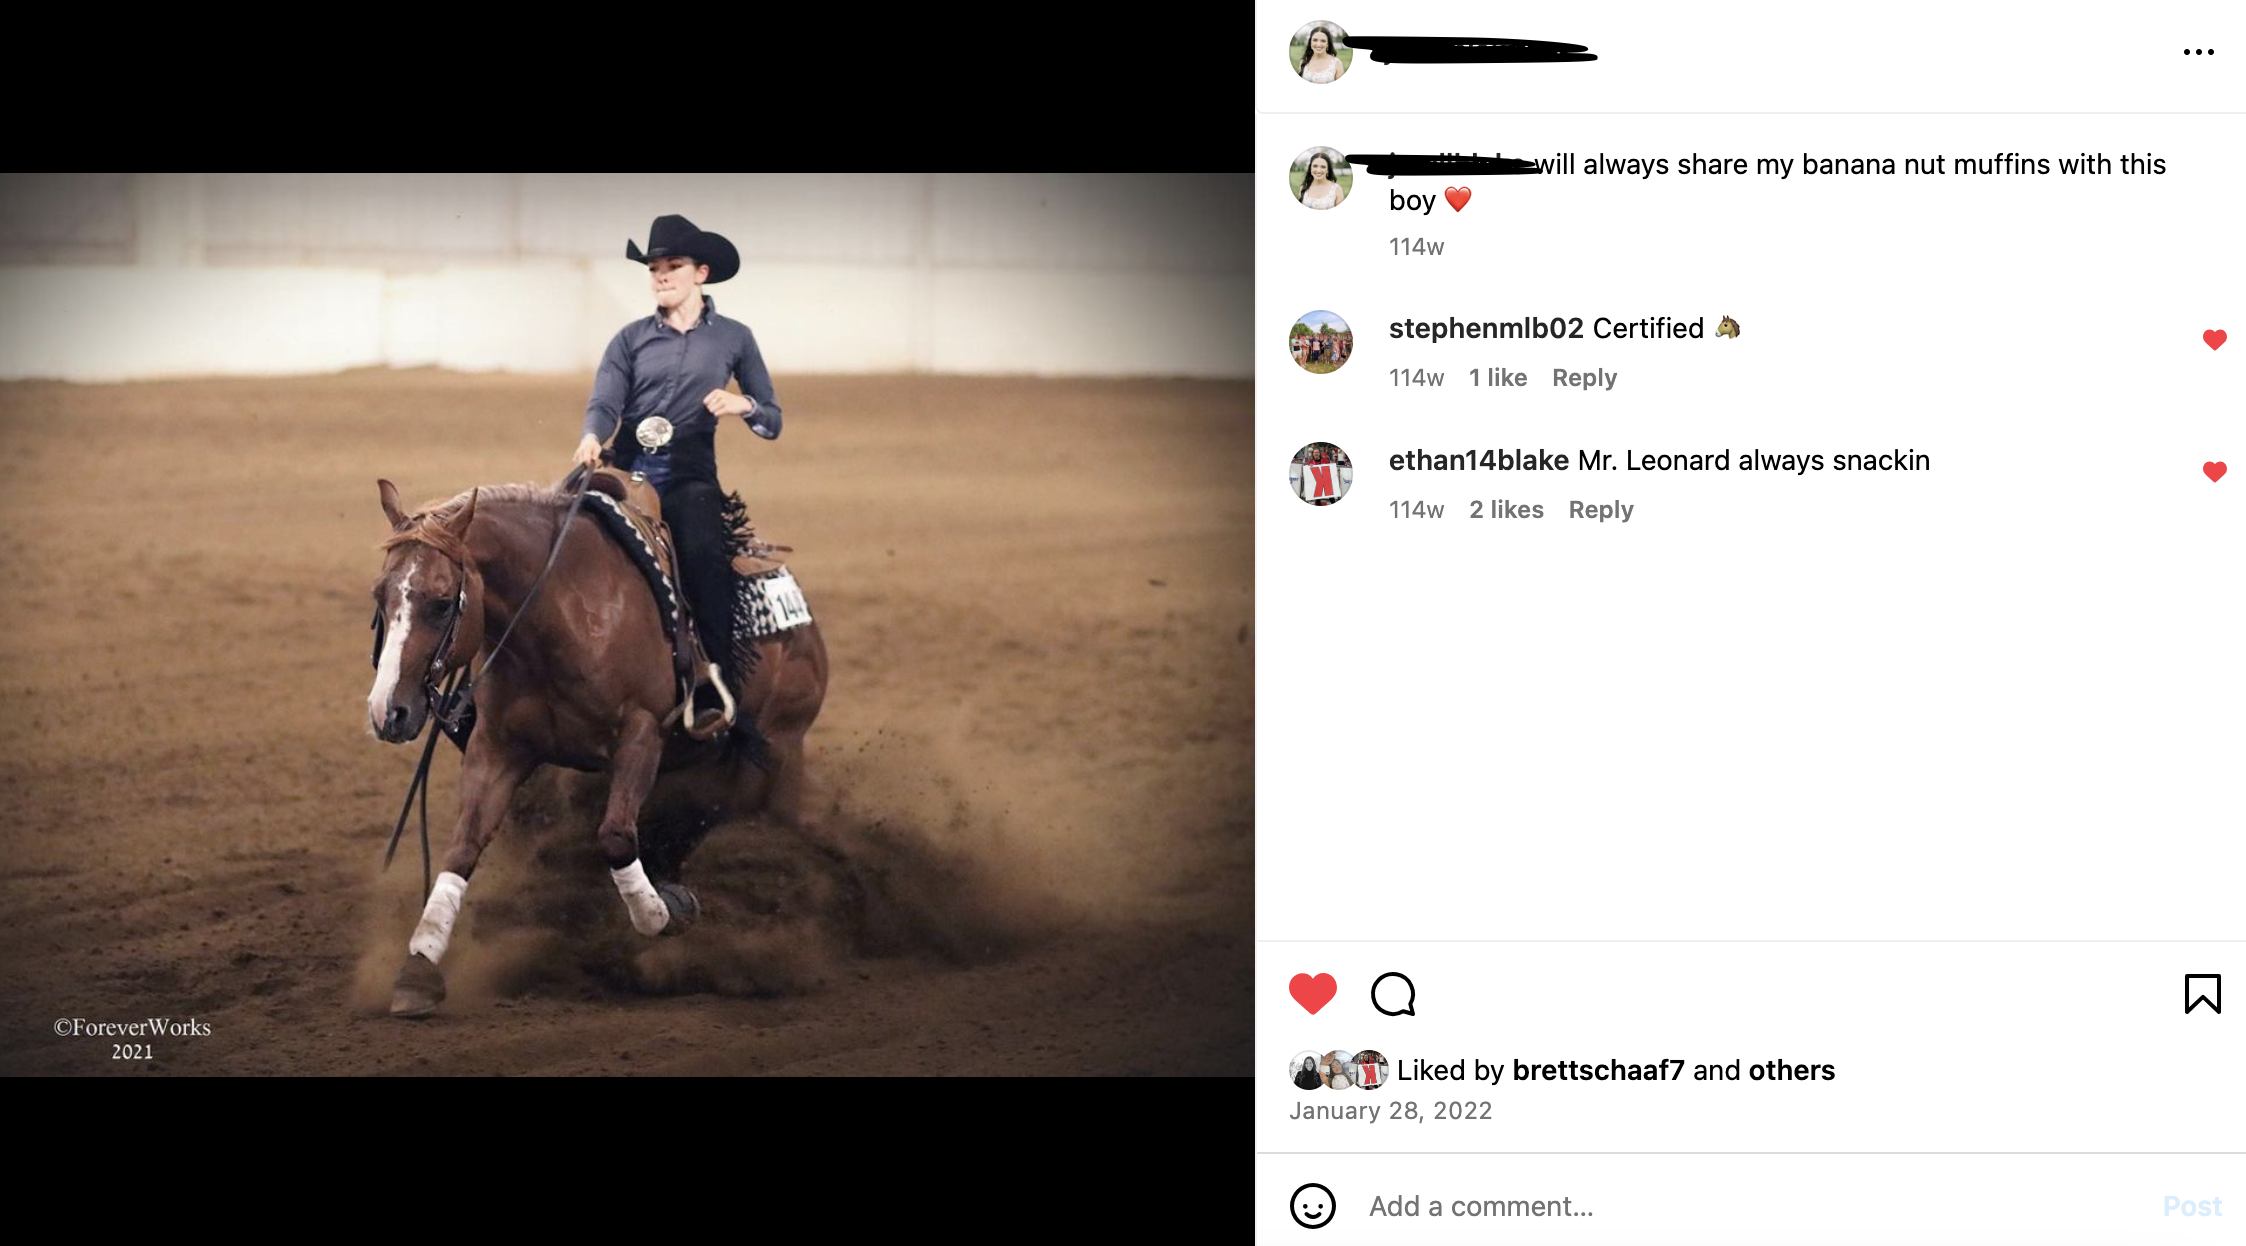 will always share my banana nut muffins with this
boy ❤️
114w
stephenmlb02 Certified 🐴
114w 1 like Reply
ethan14blake Mr. Leonard always snackin
114w 2 likes Reply
Liked by brettschaaf7 and others
January 28, 2022
Add a comment...
Post
©ForeverWorks
2021